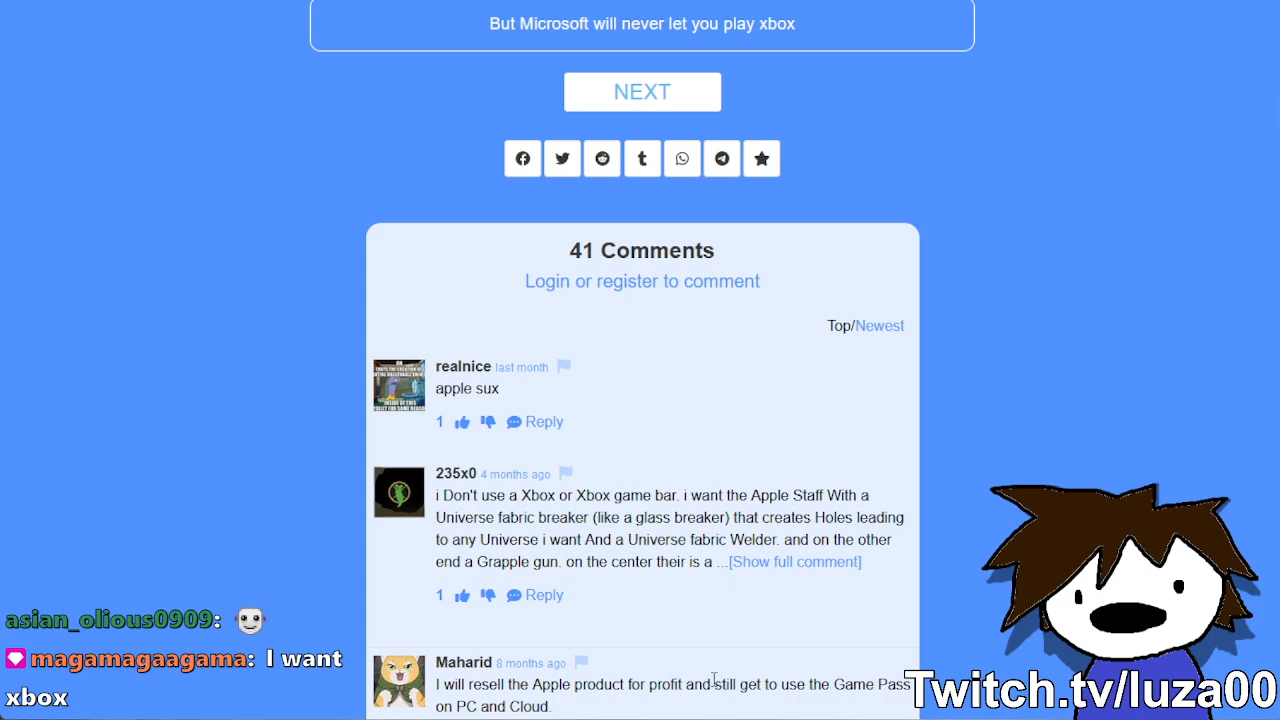 But Microsoft will never let you play xbox
NEXT
41 Comments
Login or register to comment
Top/Newest
realnice last month
apple sux
1 Reply
235x0 4 months ago
i Don't use a Xbox or Xbox game bar. i want the Apple Staff With a
Universe fabric breaker (like a glass breaker) that creates Holes leading
to any Universe i want And a Universe fabric Welder. and on the other
end a Grapple gun. on the center their is a ...[Show full comment]
1 Reply
Maharid 8 months ago
I will resell the Apple product for profit and still get to use the Game Pass
on PC and Cloud.
asian_olious0909:
magamagaagama: I want
xbox
Twitch.tv/luza00